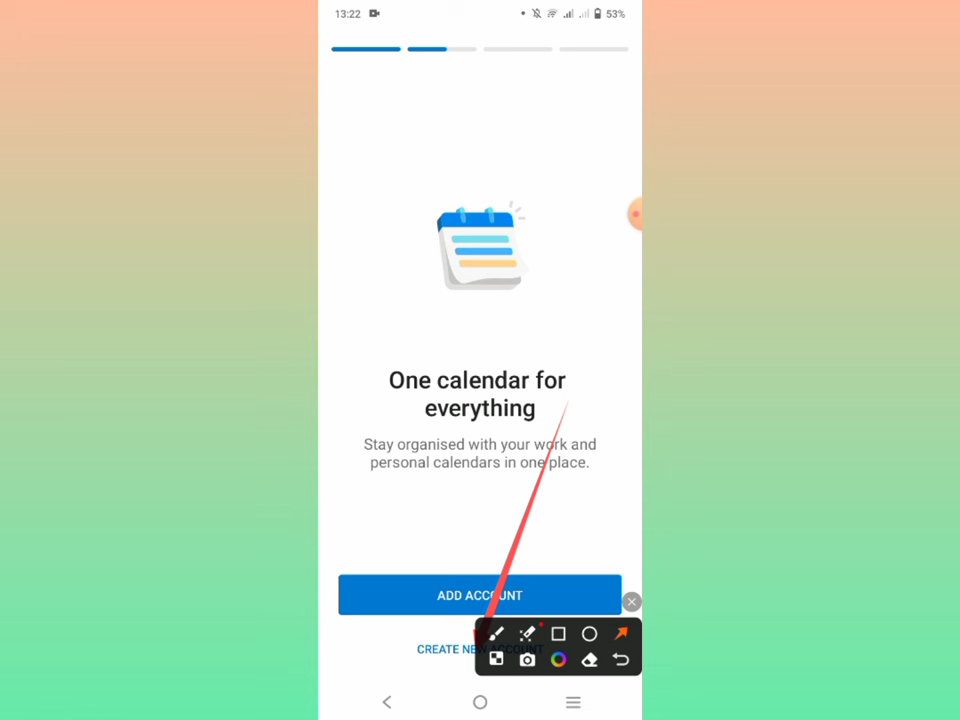 13:22
53%
One calendar for
everything
Stay organised with your work and
personal calendars in one place.
ADD ACCOUNT
CREATE NEW ACCOUNT